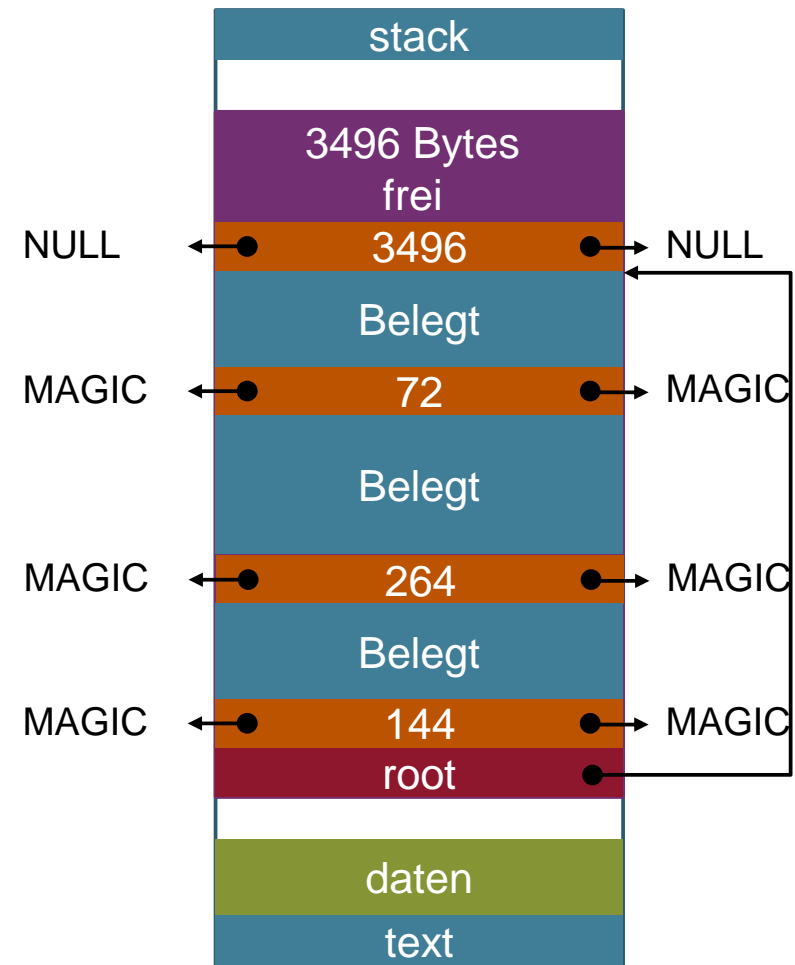 stack
3496 Bytes
frei
NULL 3496 NULL
Belegt
MAGIC 72 MAGIC
Belegt
MAGIC 264 MAGIC
Belegt
MAGIC 144 MAGIC
root
daten
text